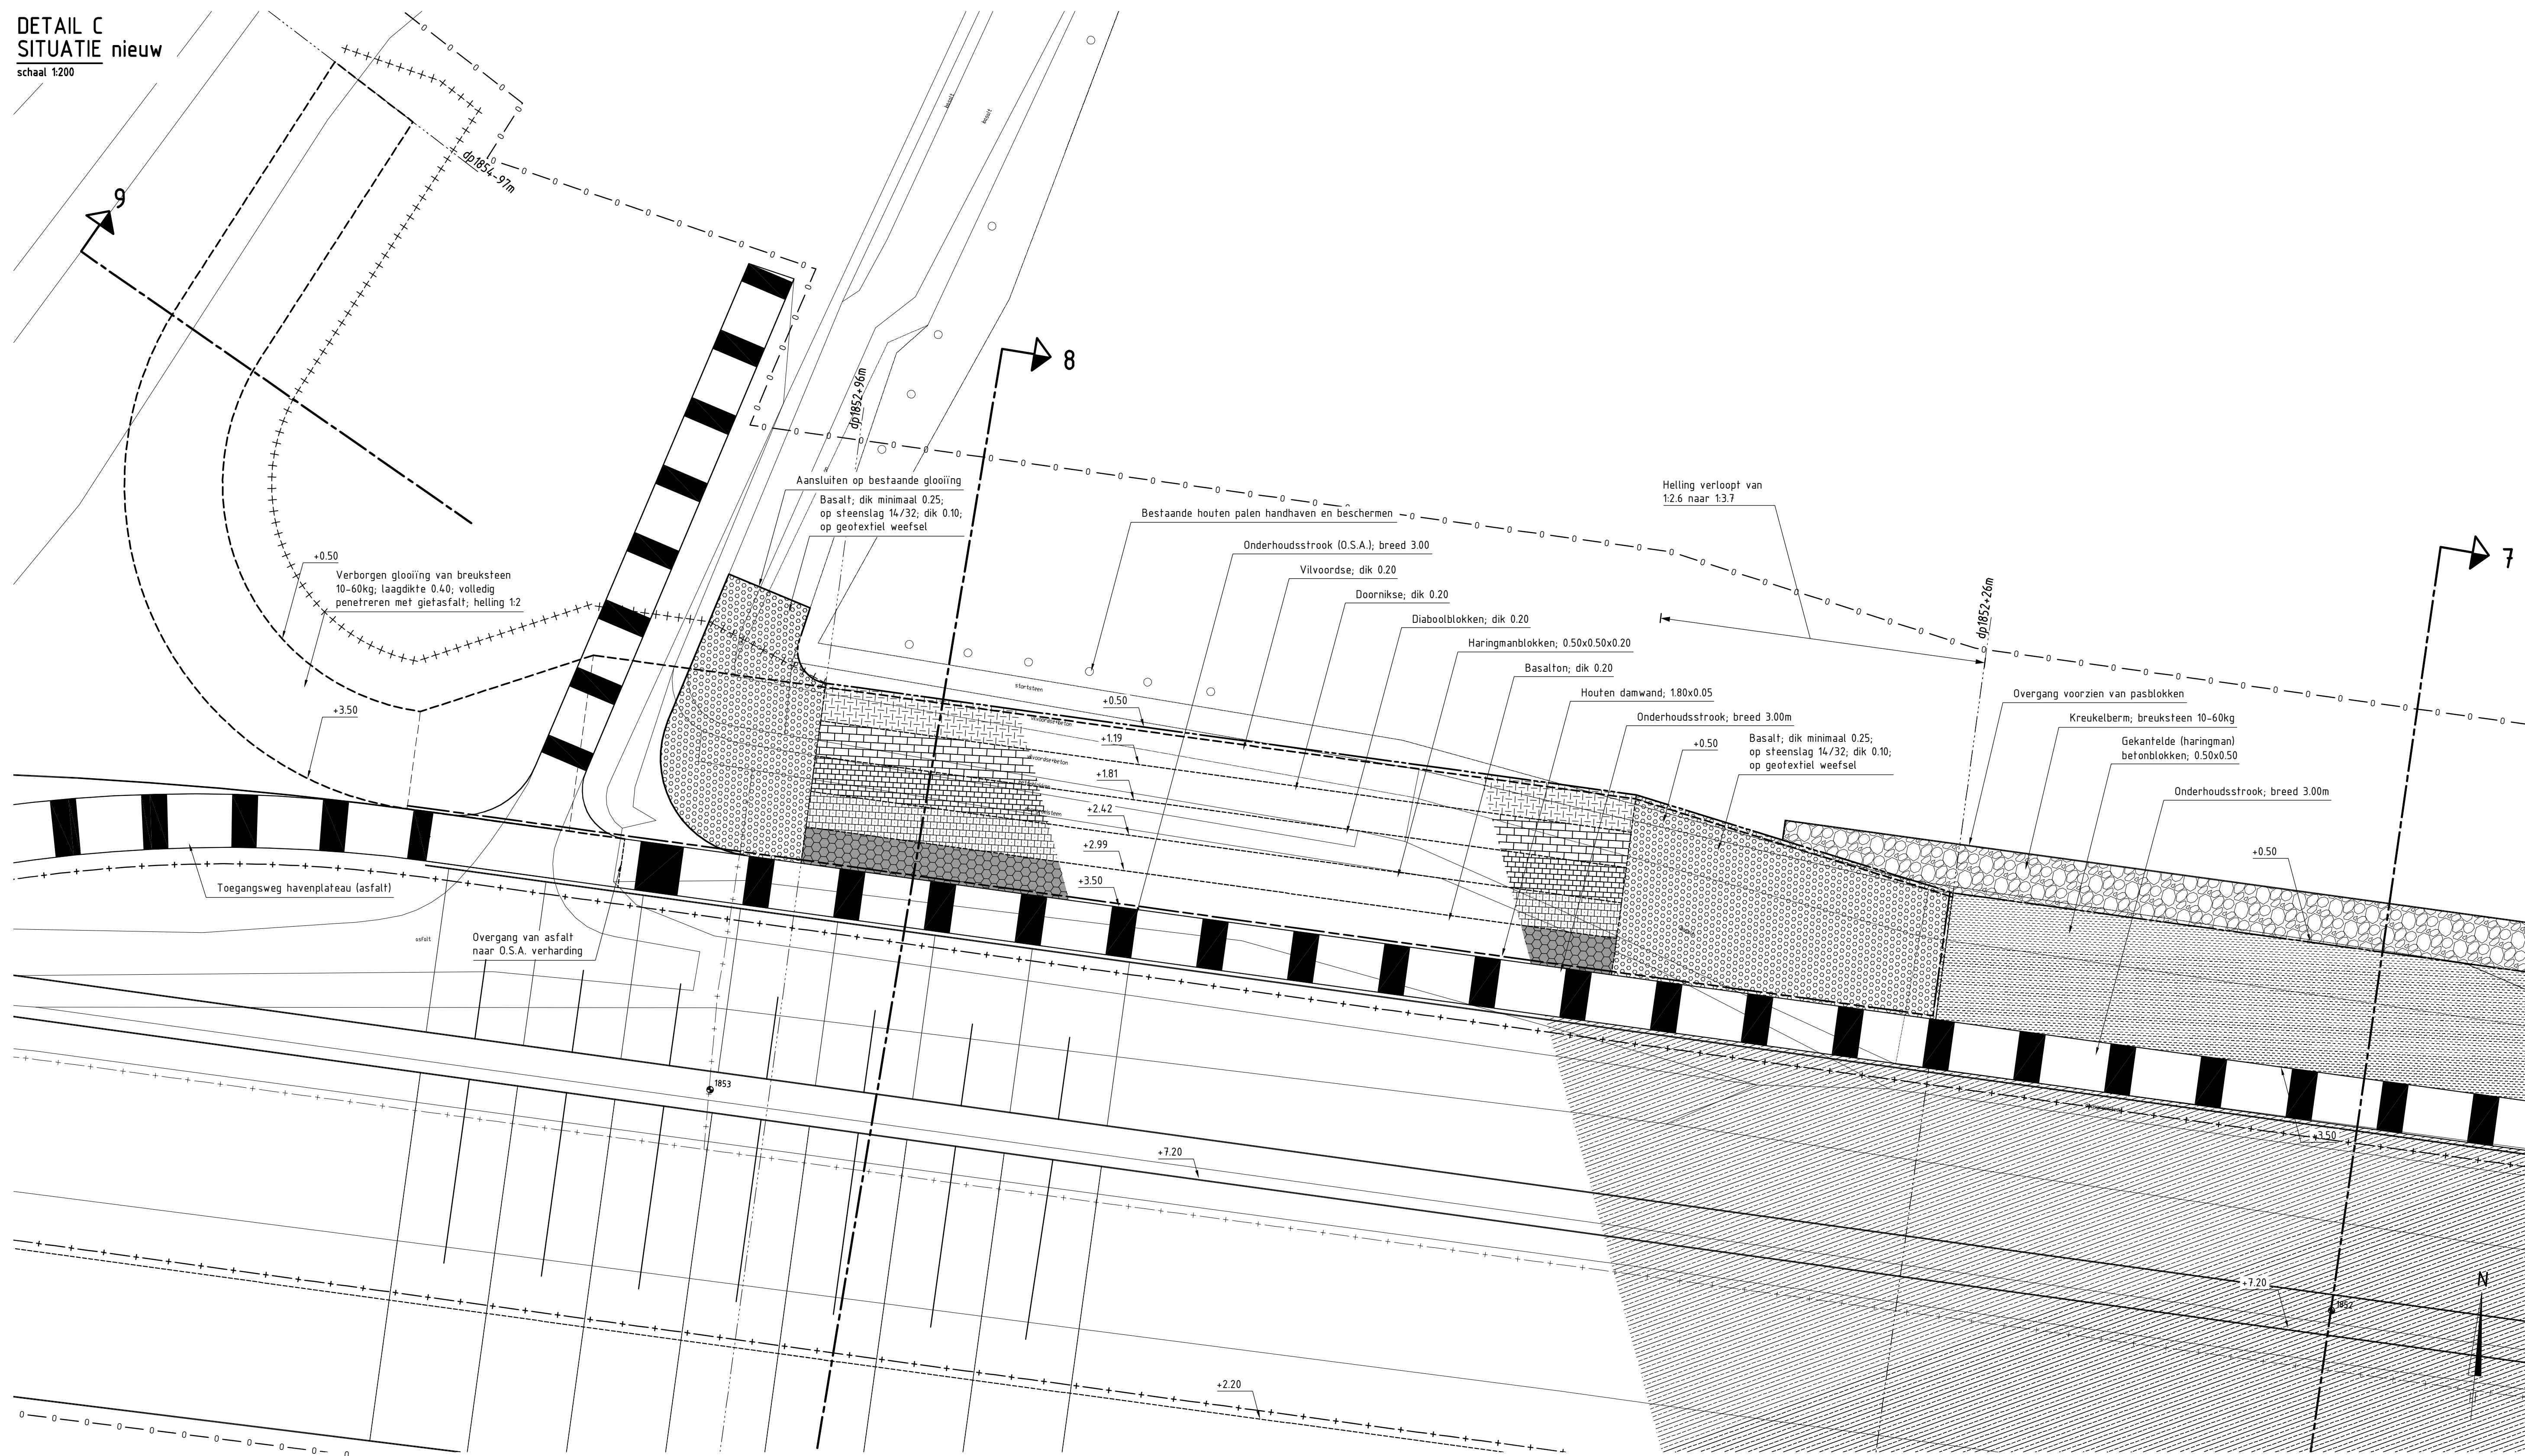 DETAIL C
SITUATIE nieuw
schaal 1:200
basalt
basalt
dp1854-97m
9
8
dp1852+96m
Aansluiten op bestaande glooiïng
Basalt; dik minimaal 0.25;
op steenslag 14/32; dik 0.10;
op geotextiel weefsel
Bestaande houten palen handhaven en beschermen
Helling verloopt van
1:2.6 naar 1:3.7
Onderhoudsstrook (O.S.A.); breed 3.00
Vilvoordse; dik 0.20
Doornikse; dik 0.20
Diaboolblokken; dik 0.20
Haringmanblokken; 0.50x0.50x0.20
Basalton; dik 0.20
Houten damwand; 1.80x0.05
Onderhoudsstrook; breed 3.00m
7
dp1852+26m
+0.50
Verborgen glooiïng van breuksteen
10-60kg; laagdikte 0.40; volledig
penetreren met gietasfalt; helling 1:2
+3.50
stortsteen
+0.50
+1.19
+1.81
+2.42
+2.99
+3.50
+0.50
Basalt; dik minimaal 0.25;
op steenslag 14/32; dik 0.10;
op geotextiel weefsel
Overgang voorzien van pasblokken
Kreukelberm; breuksteen 10-60kg
Gekantelde (haringman)
betonblokken; 0.50x0.50
Onderhoudsstrook; breed 3.00m
+0.50
Toegangsweg havenplateau (asfalt)
asfalt
Overgang van asfalt
naar O.S.A. verharding
1853
+7.20
+3.50
+7.20
1852
N
+2.20